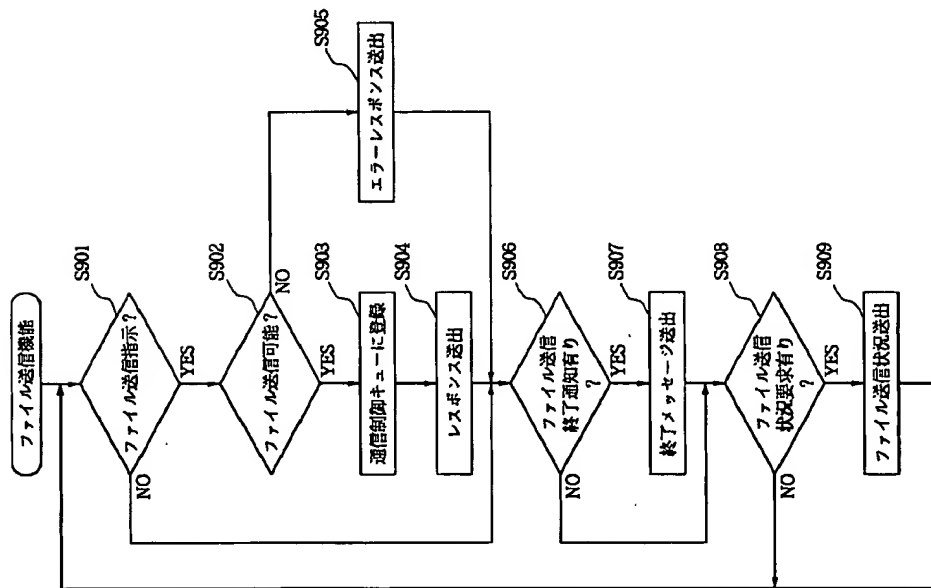 ファイル送信機能
S901
ファイル送信指示?
NO
YES
S902
ファイル送信可能?
NO
YES
S903
通信制御キューに登録
S904
レスポンス送出
S905
エラーレスポンス送出
S906
ファイル送信
終了通知有り
?
NO
YES
S907
終了メッセージ送出
S908
ファイル送信
状況要求有り
?
NO
YES
S909
ファイル送信状況送出